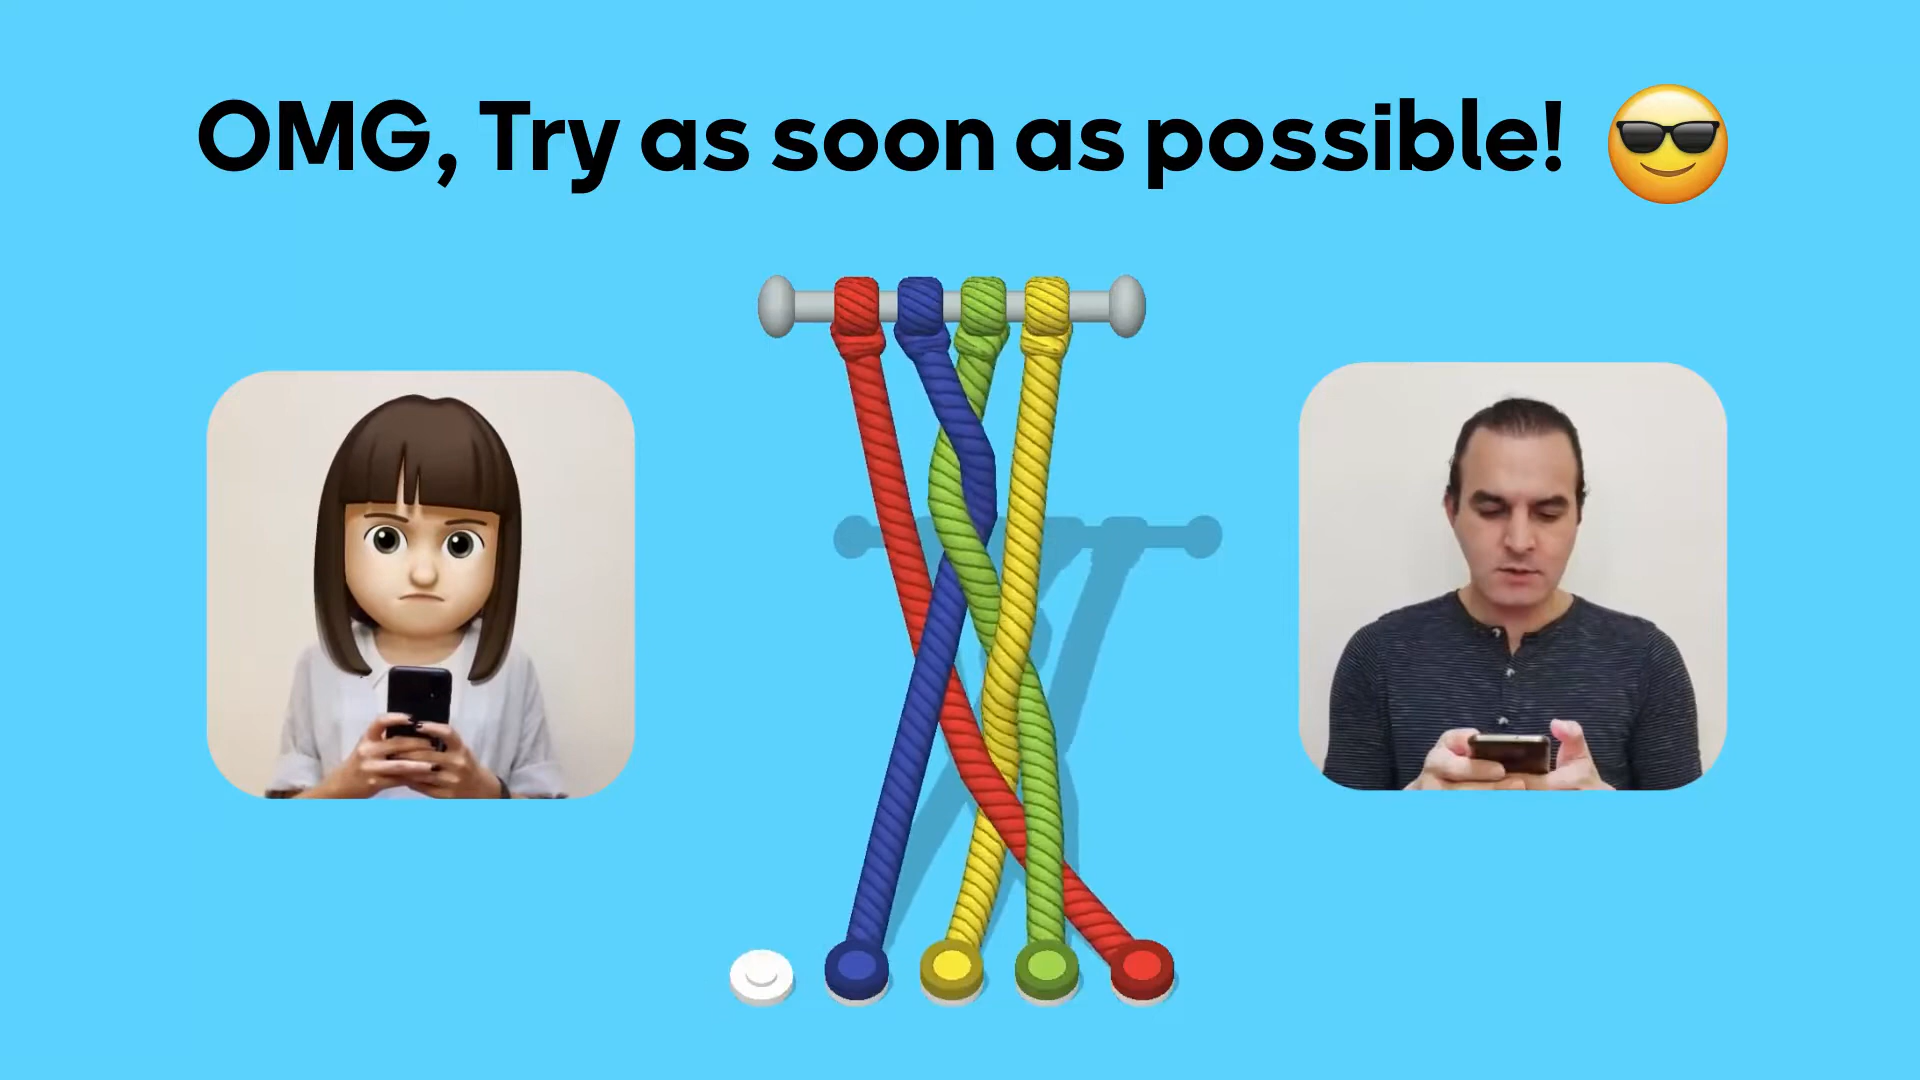 OMG, Try as soon as possible! 😎